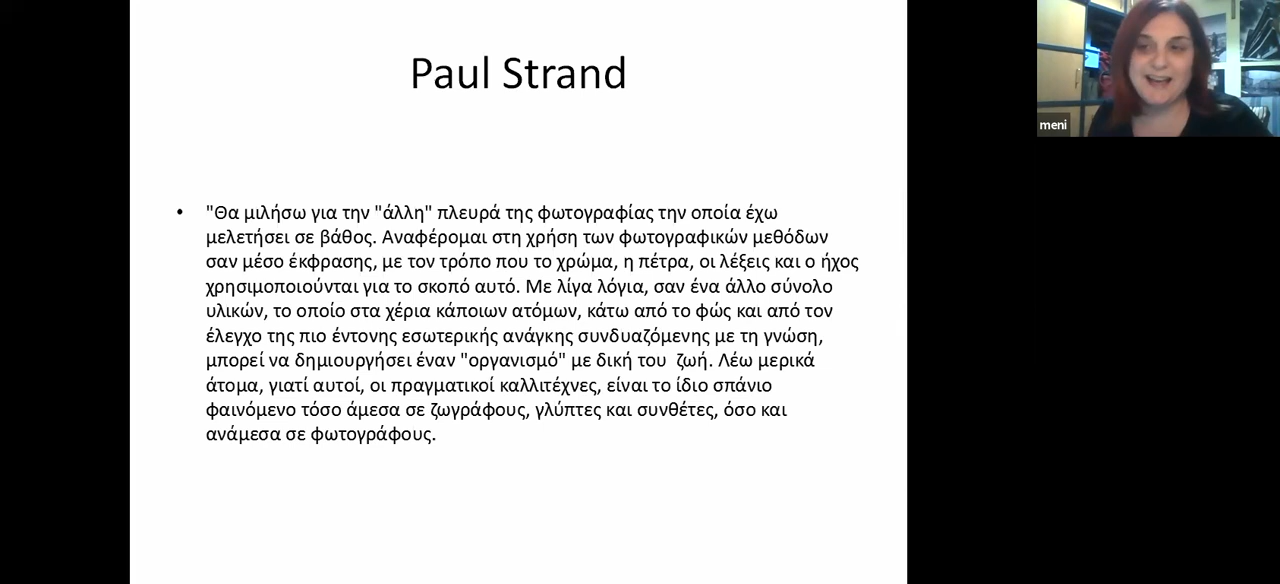 Paul Strand
• "Θα μιλήσω για την "άλλη" πλευρά της φωτογραφίας την οποία έχω
μελετήσει σε βάθος. Αναφέρομαι στη χρήση των φωτογραφικών μεθόδων
σαν μέσο έκφρασης, με τον τρόπο που το χρώμα, η πέτρα, οι λέξεις και ο ήχος
χρησιμοποιούνται για το σκοπό αυτό. Με λίγα λόγια, σαν ένα άλλο σύνολο
υλικών, το οποίο στα χέρια κάποιων ατόμων, κάτω από το φώς και από τον
έλεγχο της πιο έντονης εσωτερικής ανάγκης συνδυαζόμενης με τη γνώση,
μπορεί να δημιουργήσει έναν "οργανισμό" με δική του  ζωή. Λέω μερικά
άτομα, γιατί αυτοί, οι πραγματικοί καλλιτέχνες, είναι το ίδιο σπάνιο
φαινόμενο τόσο άμεσα σε ζωγράφους, γλύπτες και συνθέτες, όσο και
ανάμεσα σε φωτογράφους.
meni